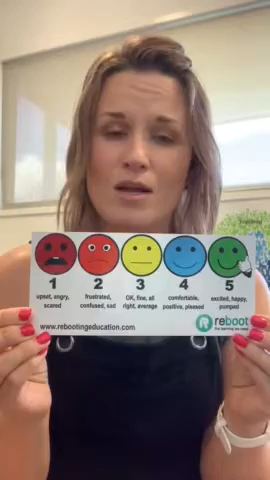 1 2 3 4 5
upset, angry, scared
frustrated, confused, sad
OK, fine, all right, average
comfortable, positive, pleased
excited, happy, pumped
www.rebootingeducation.com
reboot